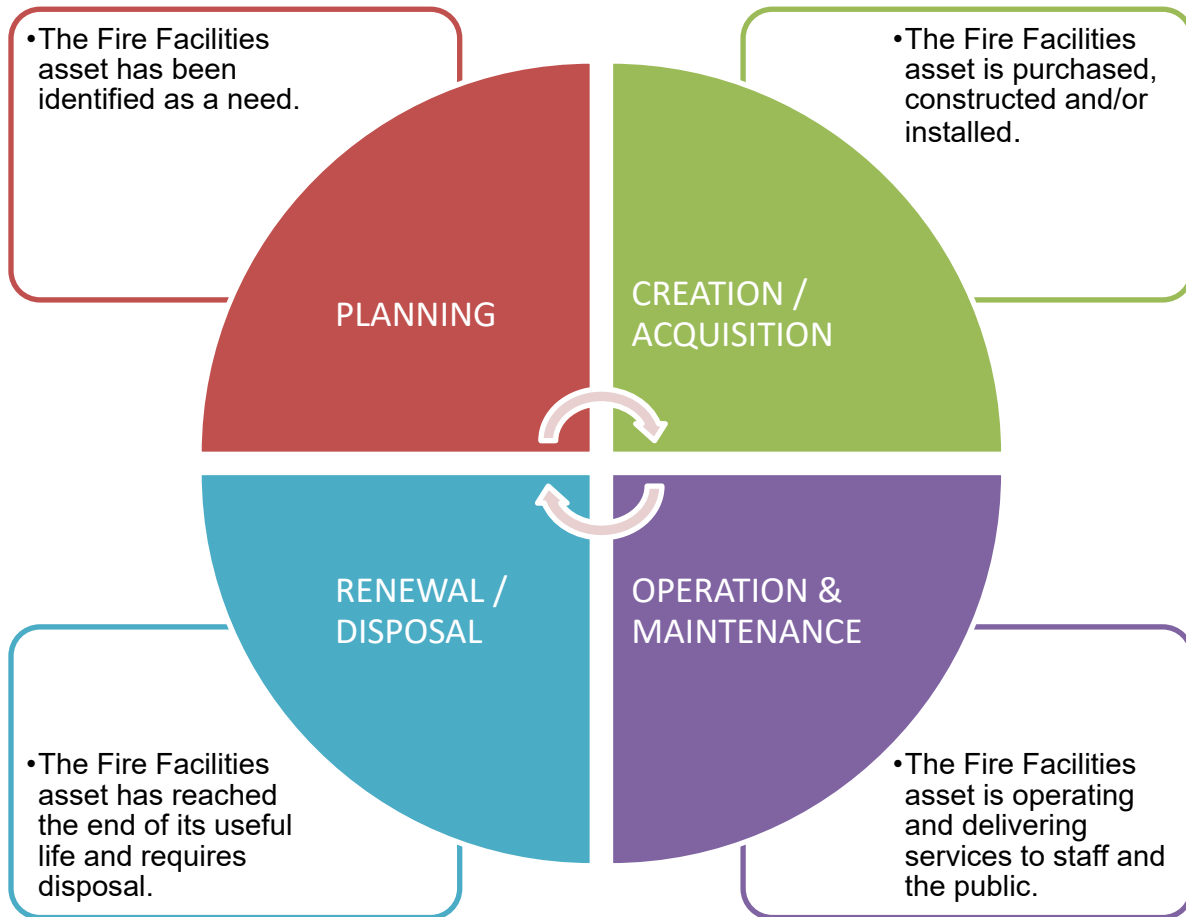 •The Fire Facilities
asset has been
identified as a need.
•The Fire Facilities
asset is purchased,
constructed and/or
installed.
PLANNING
CREATION /
ACQUISITION
RENEWAL /
DISPOSAL
OPERATION &
MAINTENANCE
•The Fire Facilities
asset has reached
the end of its useful
life and requires
disposal.
•The Fire Facilities
asset is operating
and delivering
services to staff and
the public.